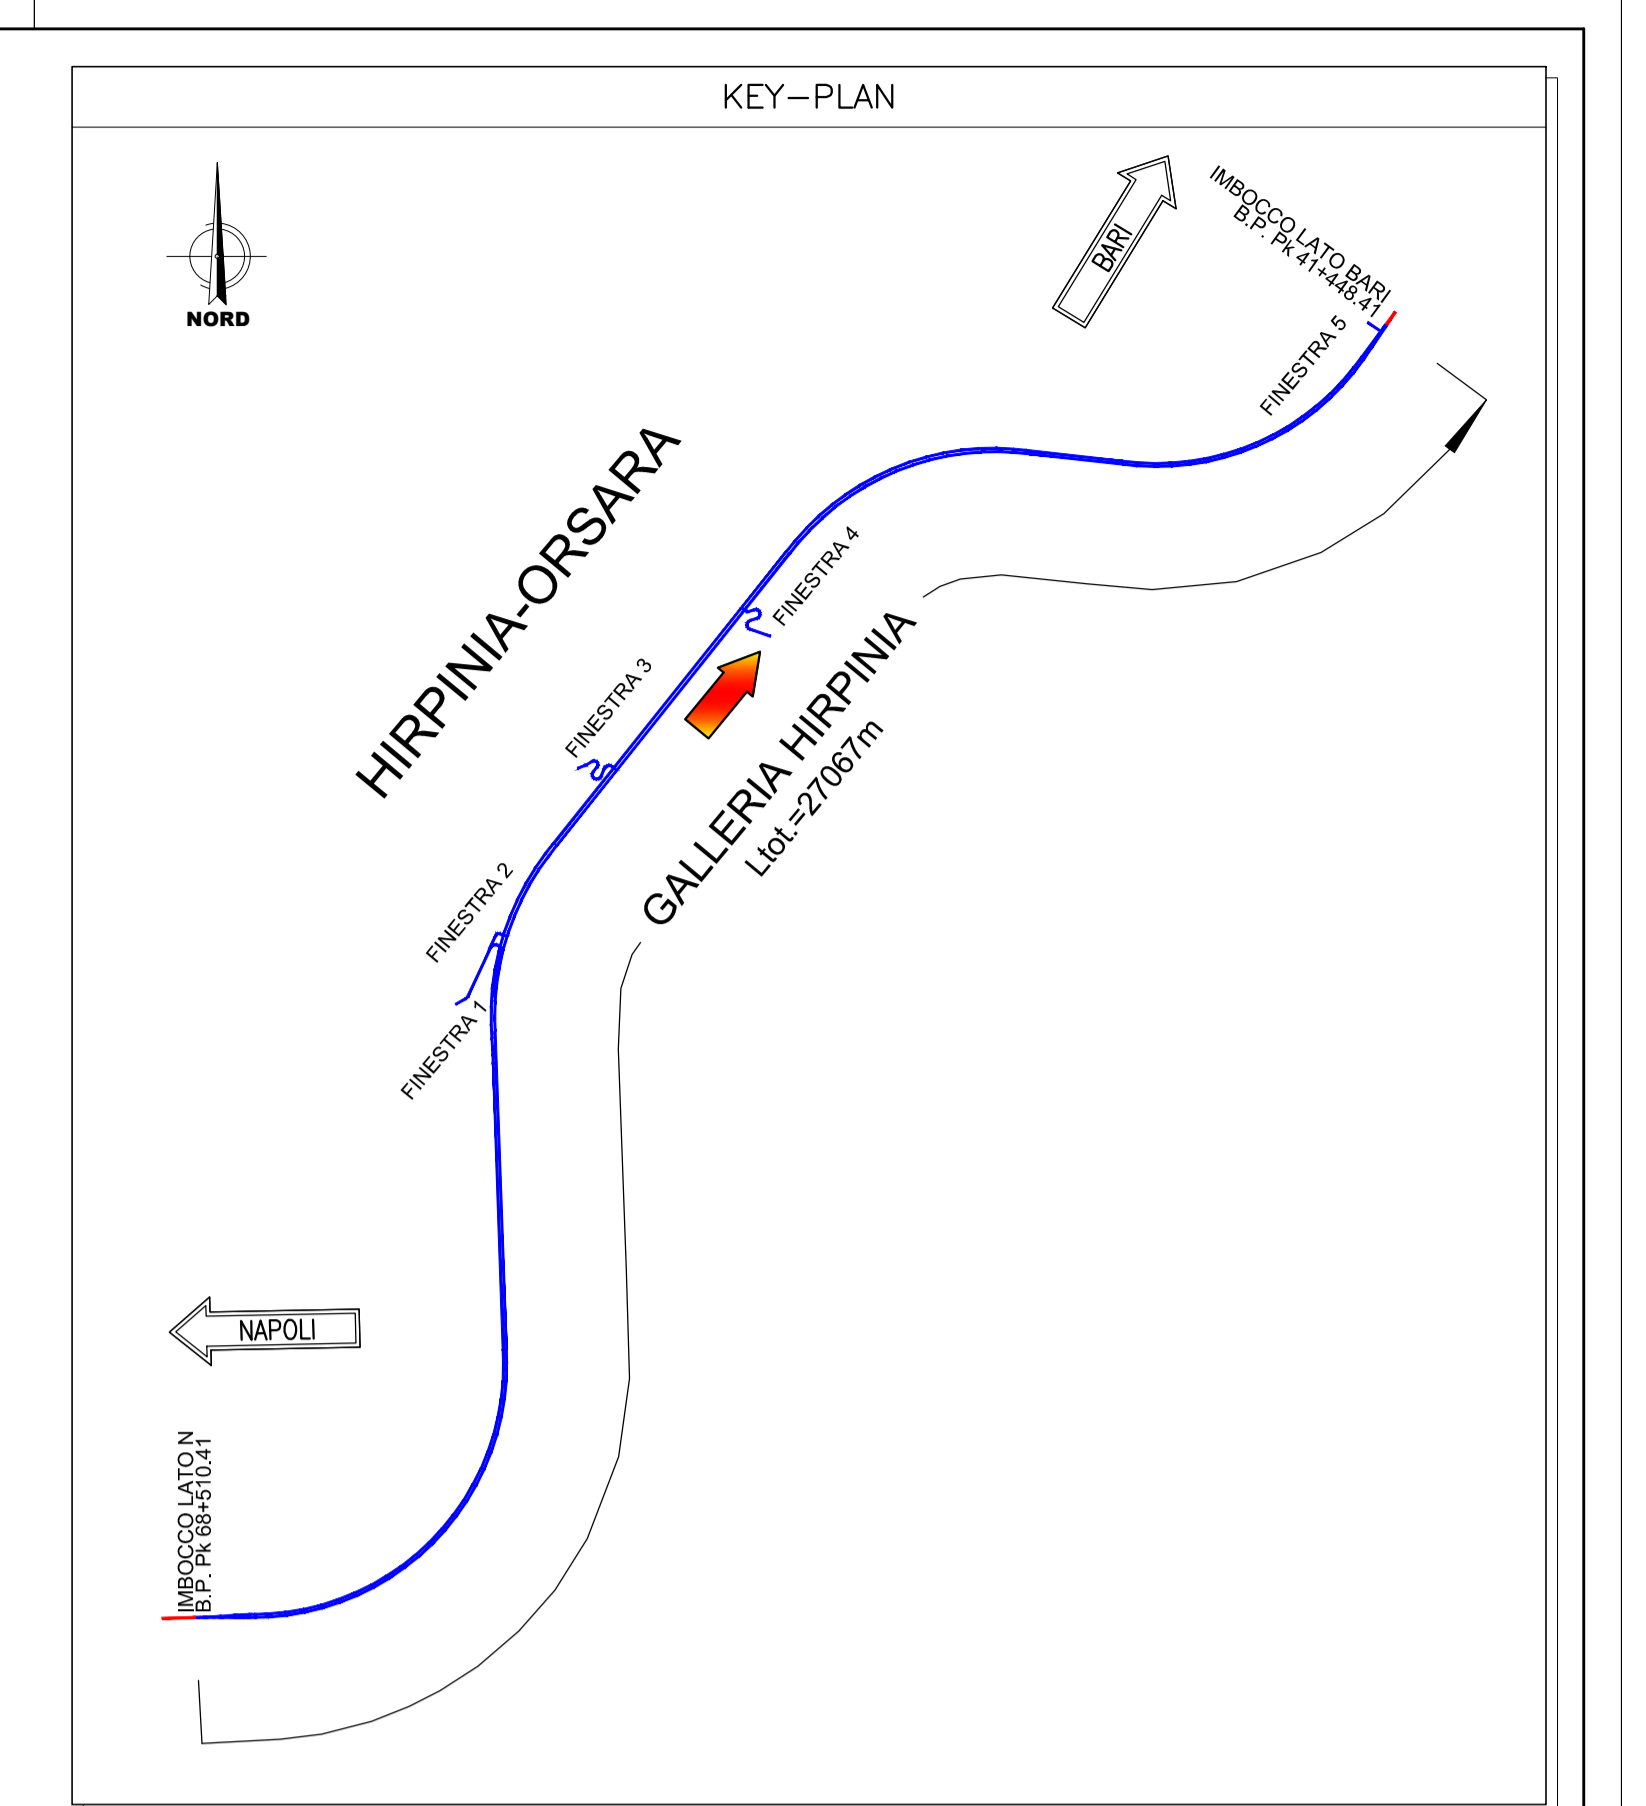 KEY-PLAN
NORD
BARI
IMBOCCO LATO BARI
B.P. Pk 41+448.41
FINESTRA 5
HIRPINIA-ORSARA
FINESTRA 4
FINESTRA 3
GALLERIA HIRPINIA
Ltot.=27067m
FINESTRA 2
FINESTRA 1
NAPOLI
IMBOCCO LATO N
B.P. Pk 68+510.41